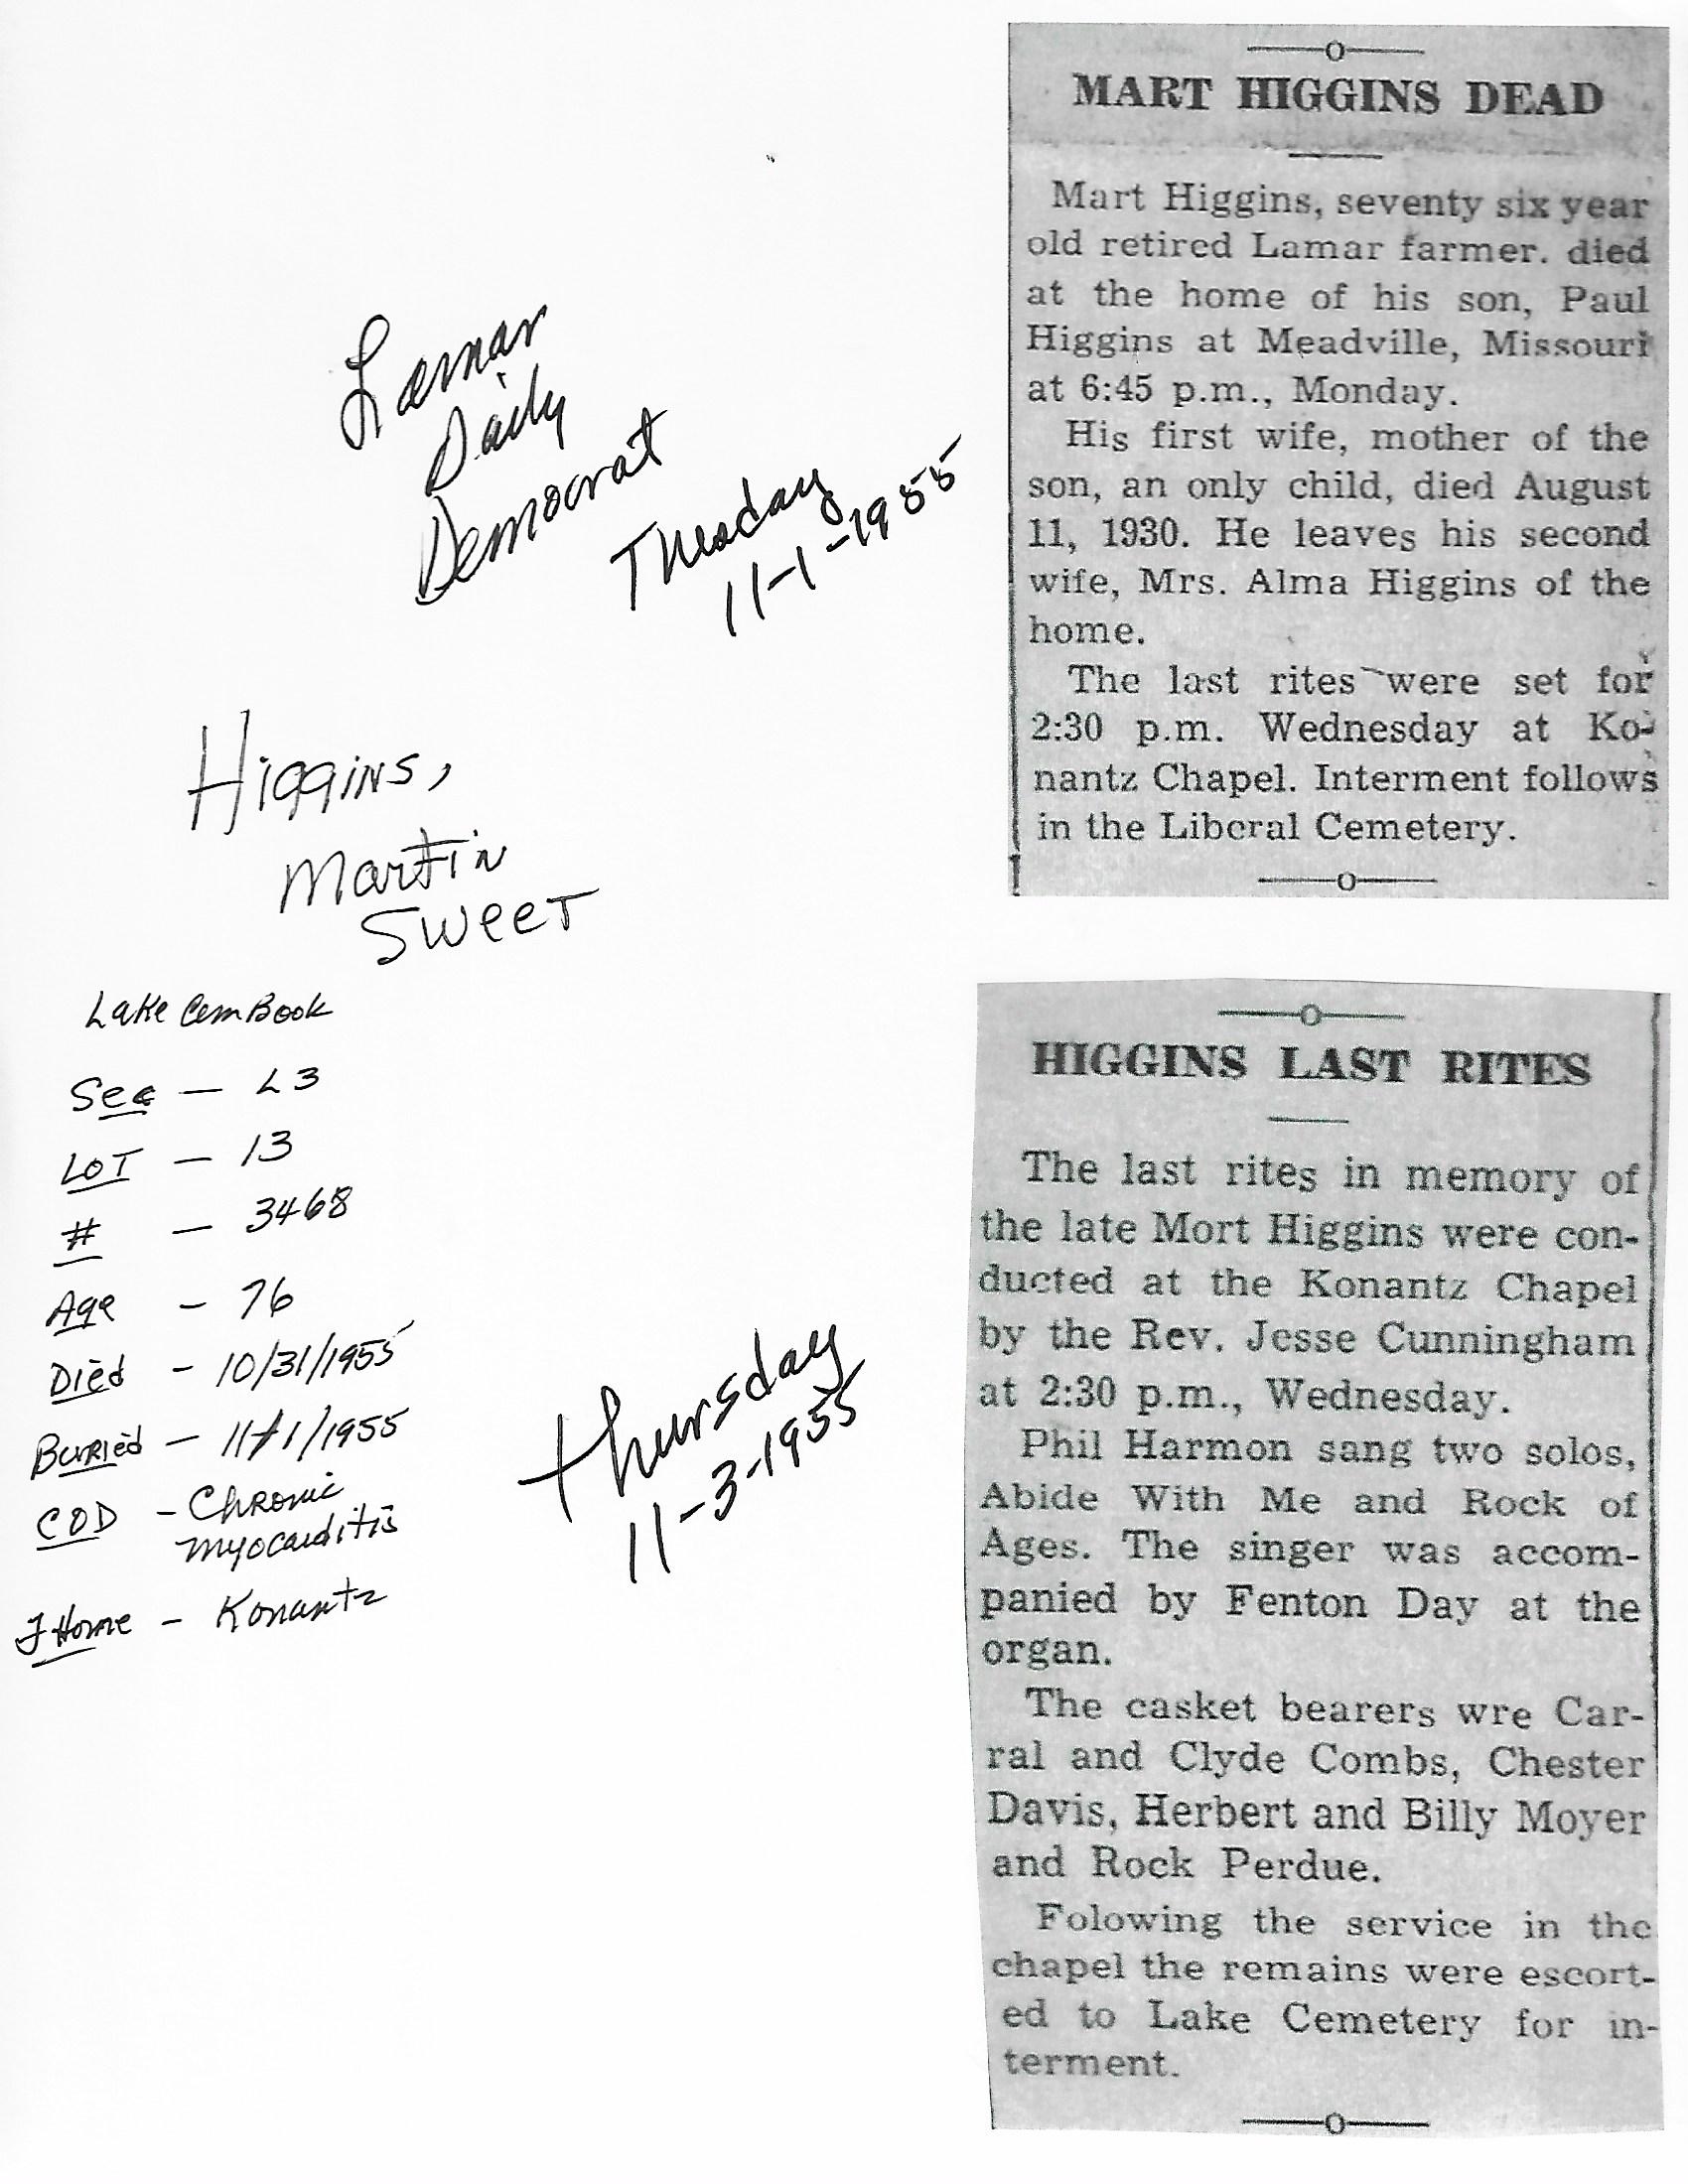 MART HIGGINS DEAD
Mart Higgins, seventy six year
old retired Lamar farmer. died
at the home of his son, Paul
Higgins at Meadville, Missouri
at 6:45 p.m., Monday.
His first wife, mother of the
son, an only child, died August
11, 1930. He leaves his second
wife, Mrs. Alma Higgins of the
home.
The last rites were set for
2:30 p.m. Wednesday at Ko-
nantz Chapel. Interment follows
in the Liberal Cemetery.
Lamar
Daily
Democrat
Tuesday
11-1-1955
Higgins,
Martin
Sweet
Lake Cem Book
Sec - L3
LOT - 13
# - 3468
Age - 76
Died - 10/31/1955
Buried - 11/1/1955
COD - Chronic
myocarditis
F Home - Konantz
Thursday
11-3-1955
HIGGINS LAST RITES
The last rites in memory of
the late Mort Higgins were con-
ducted at the Konantz Chapel
by the Rev. Jesse Cunningham
at 2:30 p.m., Wednesday.
Phil Harmon sang two solos,
Abide With Me and Rock of
Ages. The singer was accom-
panied by Fenton Day at the
organ.
The casket bearers wre Car-
ral and Clyde Combs, Chester
Davis, Herbert and Billy Moyer
and Rock Perdue.
Folowing the service in the
chapel the remains were escort-
ed to Lake Cemetery for in-
terment.